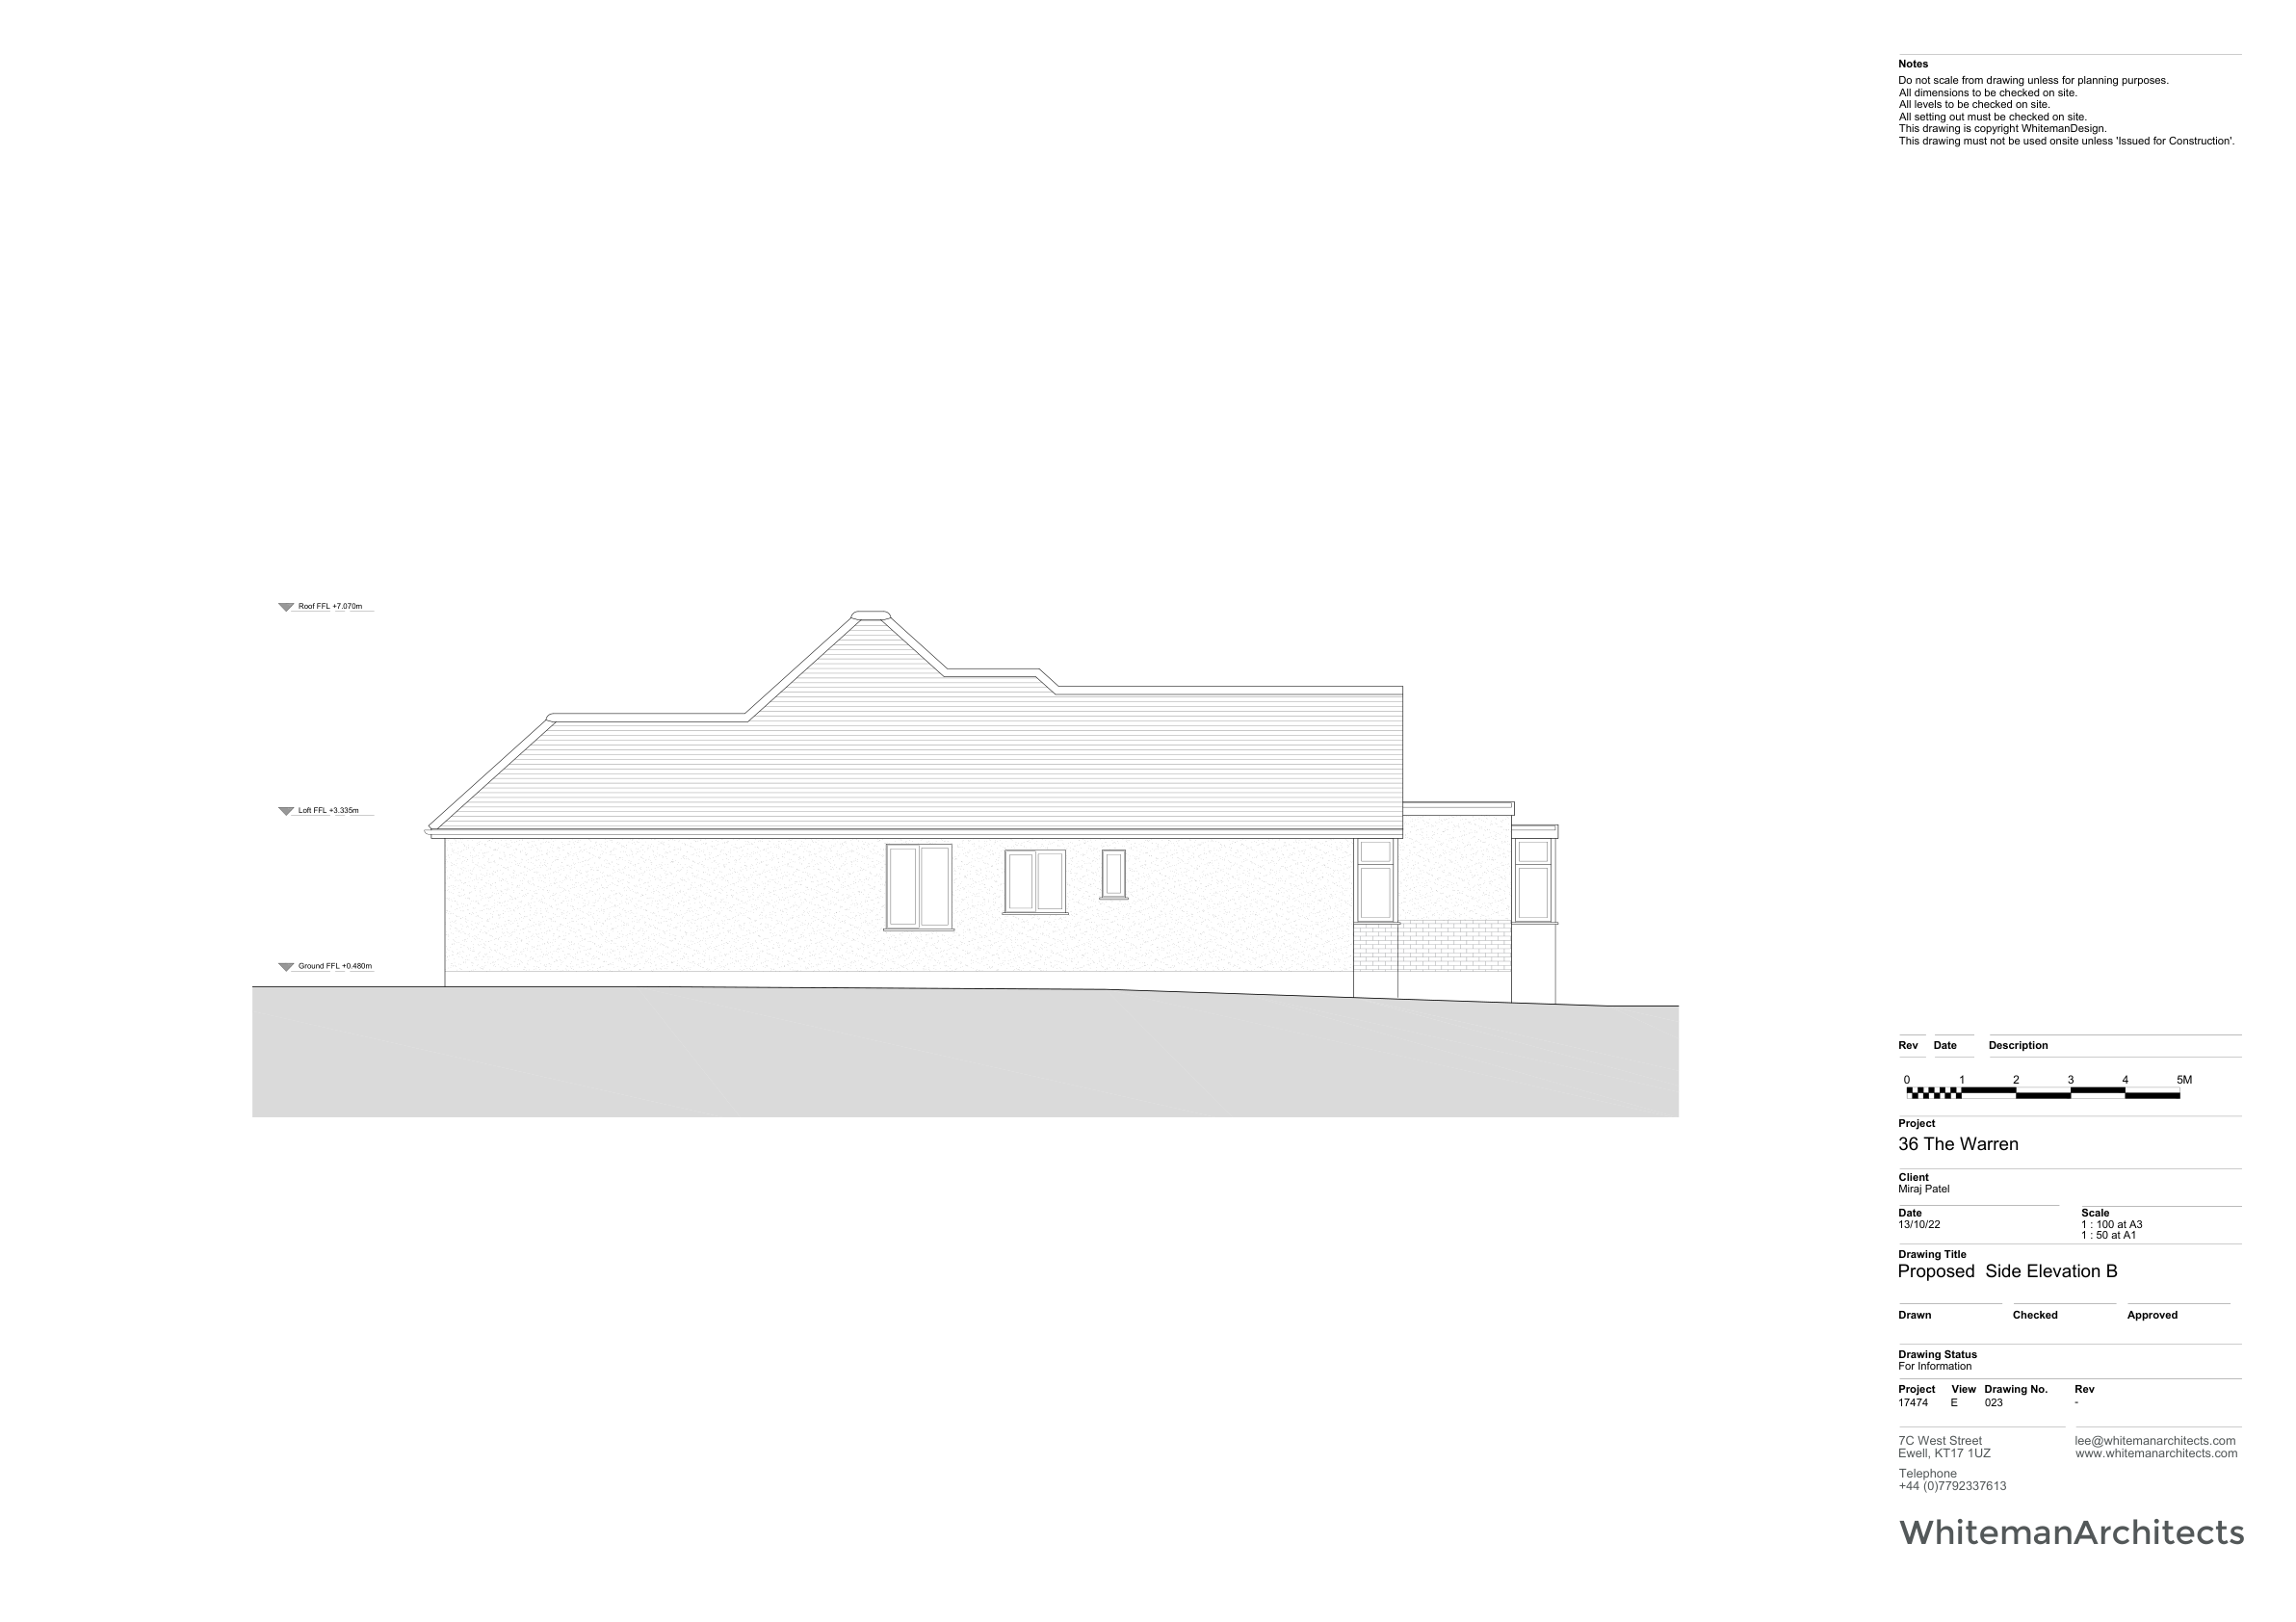 Notes
Do not scale from drawing unless for planning purposes.
All dimensions to be checked on site.
All levels to be checked on site.
All setting out must be checked on site.
This drawing is copyright WhitemanDesign.
This drawing must not be used onsite unless 'Issued for Construction'.
Roof FFL +7.070m
Loft FFL +3.335m
Ground FFL +0.480m
Rev Date Description
0 1 2 3 4 5M
Project
36 The Warren
Client
Miraj Patel
Date Scale
13/10/22 1 : 100 at A3
1 : 50 at A1
Drawing Title
Proposed Side Elevation B
Drawn Checked Approved
Drawing Status
For Information
Project View Drawing No. Rev
17474 E 023 -
7C West Street lee@whitemanarchitects.com
Ewell, KT17 1UZ www.whitemanarchitects.com
Telephone
+44 (0)7792337613
WhitemanArchitects